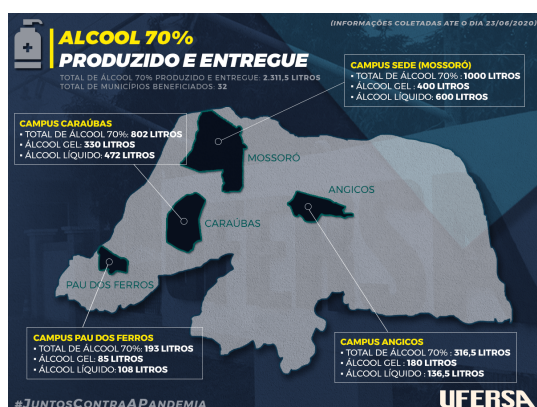 (INFORMAÇÕES COLETADAS ATE O DIA 23/06/2020)
ALCOOL 70%
PRODUZIDO E ENTREGUE
TOTAL DE ÁLCOOL 70% PRODUZIDO E ENTREGUE: 2.311,5 LITROS
TOTAL DE MUNICÍPIOS BENEFICIADOS: 32
CAMPUS SEDE (MOSSORÓ)
• TOTAL DE ÁLCOOL 70% : 1000 LITROS
• ÁLCOOL GEL : 400 LITROS
• ÁLCOOL LÍQUIDO: 600 LITROS
CAMPUS CARAÚBAS
• TOTAL DE ÁLCOOL 70%: 802 LITROS
• ÁLCOOL GEL: 330 LITROS
• ÁLCOOL LÍQUIDO: 472 LITROS
MOSSORÓ
ANGICOS
CARAÚBAS
PAU DOS FERROS
CAMPUS PAU DOS FERROS
• TOTAL DE ÁLCOOL 70%: 193 LITROS
• ÁLCOOL GEL: 85 LITROS
• ÁLCOOL LÍQUIDO: 108 LITROS
CAMPUS ANGICOS
• TOTAL DE ÁLCOOL 70% : 316,5 LITROS
• ÁLCOOL GEL : 180 LITROS
• ÁLCOOL LÍQUIDO : 136,5 LITROS
#JUNTOSCONTRAAPANDEMIA
UFERSA